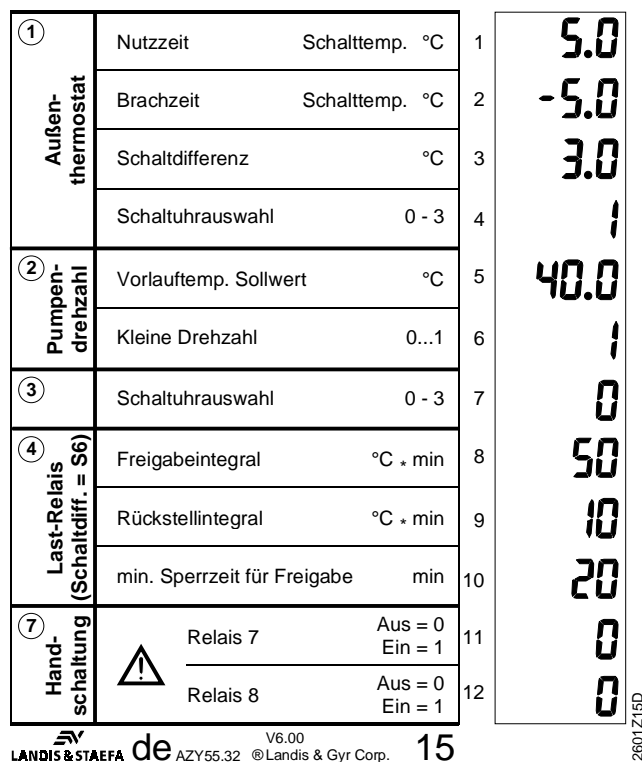 1 Außen-thermostat
Nutzzeit Schalttemp. °C 1 5.0
Brachzeit Schalttemp. °C 2 -5.0
Schaltdifferenz °C 3 3.0
Schaltuhrauswahl 0 - 3 4 1
2 Pumpen-drehzahl
Vorlauftemp. Sollwert °C 5 40.0
Kleine Drehzahl 0...1 6 1
3 Schaltuhrauswahl 0 - 3 7 0
4 Last-Relais
(Schaltdiff. = S6)
Freigabeintegral °C * min 8 50
Rückstellintegral °C * min 9 10
min. Sperrzeit für Freigabe min 10 20
7 Hand-schaltung
Relais 7 Aus = 0
Ein = 1 11 0
Relais 8 Aus = 0
Ein = 1 12 0
LANDIS & STAEFA de AZY55.32 V6.00
® Landis & Gyr Corp. 15
2601Z15D